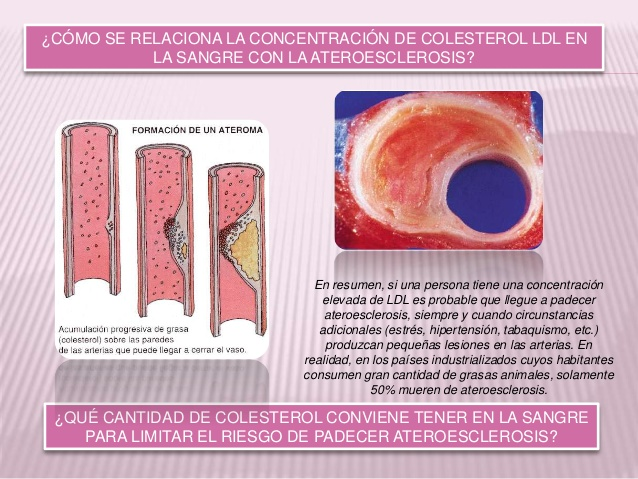 ¿CÓMO SE RELACIONA LA CONCENTRACIÓN DE COLESTEROL LDL EN
LA SANGRE CON LA ATEROESCLEROSIS?
FORMACIÓN DE UN ATEROMA
Acumulación progresiva de grasa
(colesterol) sobre las paredes
de las arterias que puede llegar a cerrar el vaso.
En resumen, si una persona tiene una concentración
elevada de LDL es probable que llegue a padecer
ateroesclerosis, siempre y cuando circunstancias
adicionales (estrés, hipertensión, tabaquismo, etc.)
produzcan pequeñas lesiones en las arterias. En
realidad, en los países industrializados cuyos habitantes
consumen gran cantidad de grasas animales, solamente
50% mueren de ateroesclerosis.
¿QUÉ CANTIDAD DE COLESTEROL CONVIENE TENER EN LA SANGRE
PARA LIMITAR EL RIESGO DE PADECER ATEROESCLEROSIS?